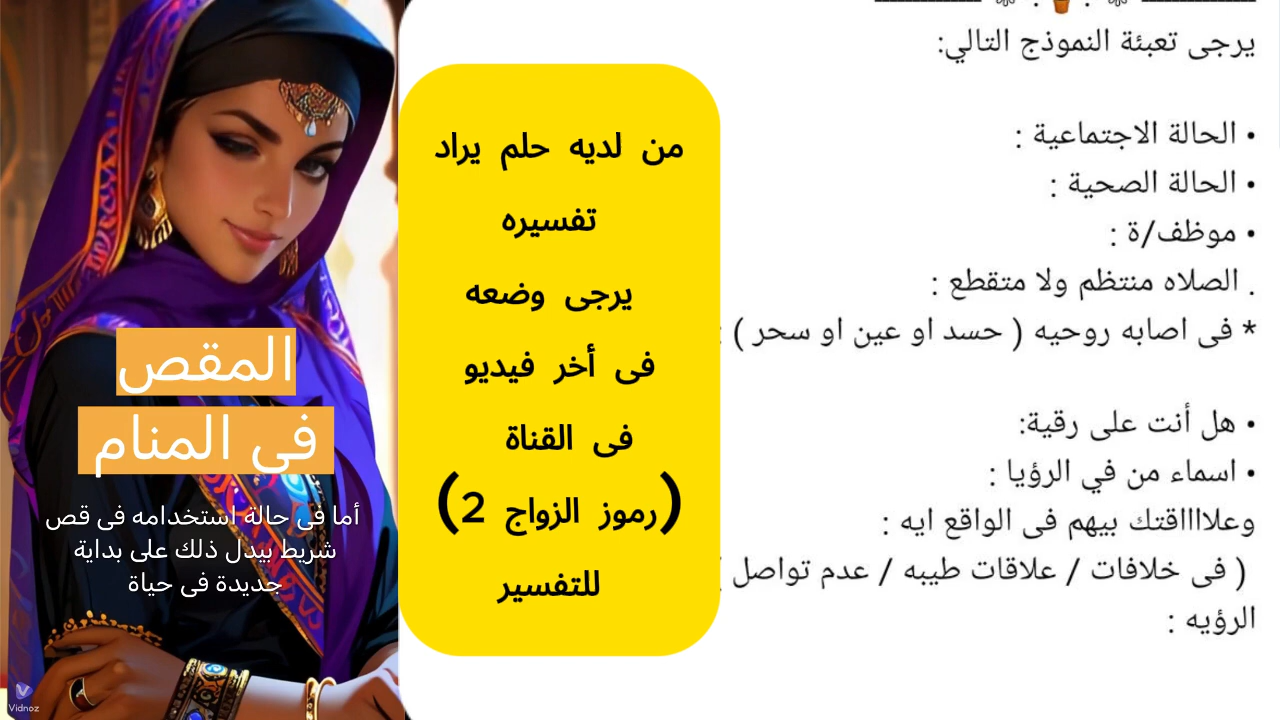 يرجى تعبئة النموذج التالي:
• الحالة الاجتماعية :
• الحالة الصحية :
• موظف/ة :
. الصلاه منتظم ولا متقطع :
* فى اصابه روحيه ( حسد او عين او سحر ) :
• هل أنت على رقية:
• اسماء من في الرؤيا :
وعلااااقتك بيهم فى الواقع ايه :
( فى خلافات / علاقات طيبه / عدم تواصل )
الرؤيه :
من لديه حلم يراد
تفسيره
يرجى وضعه
فى أخر فيديو
فى القناة
(رموز الزواج 2)
للتفسير
المقص
في المنام
أما فى حالة استخدامه فى قص
شريط بيدل ذلك على بداية
جديدة فى حياة
Vidnoz